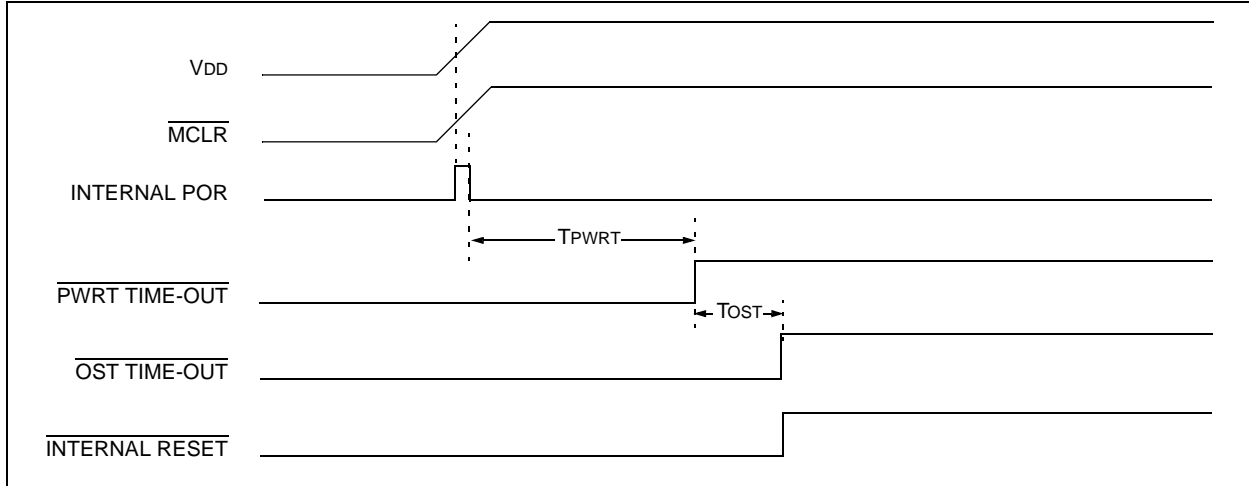 VDD
MCLR
INTERNAL POR
TPWRT
PWRT TIME-OUT
TOST
OST TIME-OUT
INTERNAL RESET